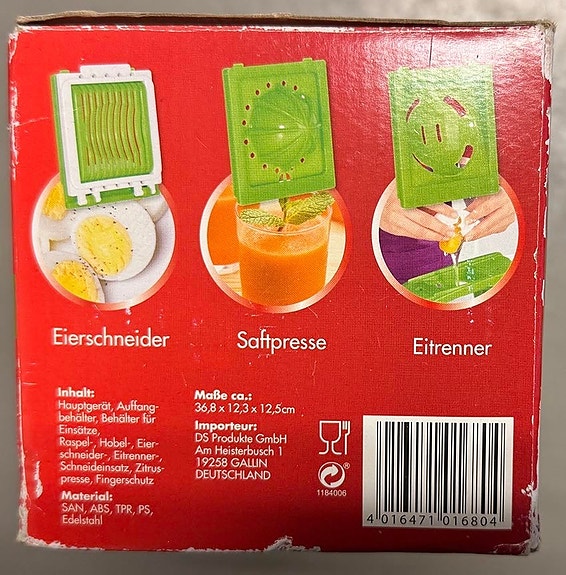 Eierschneider
Saftpresse
Eitrenner
Inhalt:
Hauptgerät, Auffang-
behälter, Behälter für
Einsätze,
Raspel-, Hobel-, Eier-
schneider-, Eitrenner-,
Schneideinsatz, Zitrus-
presse, Fingerschutz
Material:
SAN, ABS, TPR, PS,
Edelstahl
Maße ca.:
36,8 x 12,3 x 12,5cm
Importeur:
DS Produkte GmbH
Am Heisterbusch 1
19258 GALLIN
DEUTSCHLAND
®
1184006
4 016471 016804